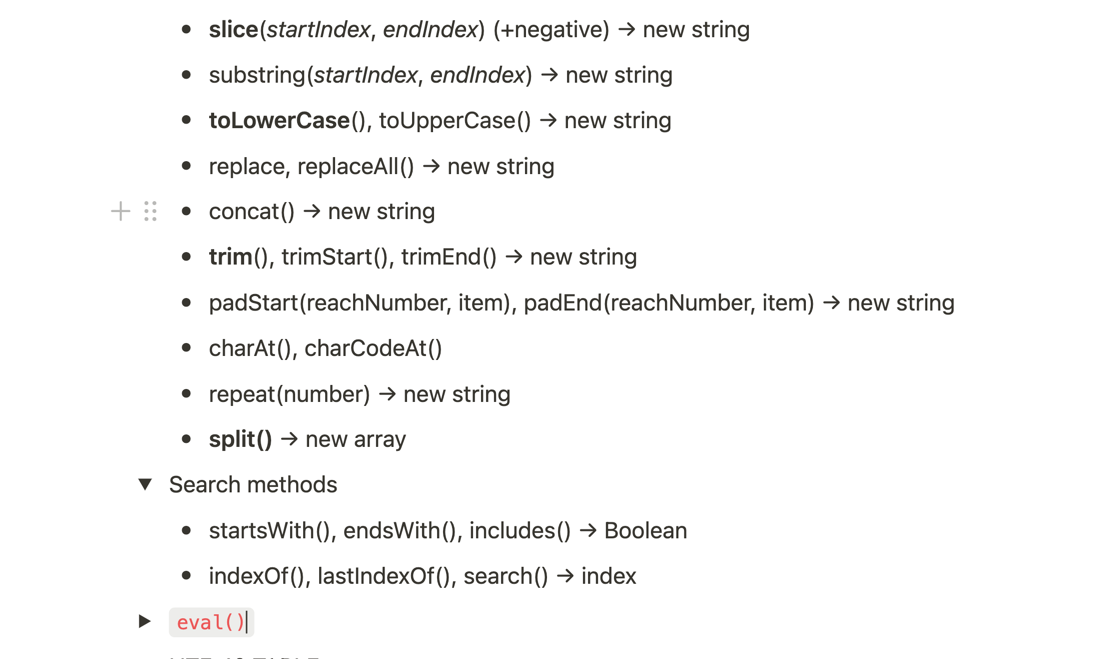 slice(startIndex, endIndex) (+negative) → new string
substring(startIndex, endIndex) → new string
toLowerCase(), toUpperCase() → new string
replace, replaceAll() → new string
concat() → new string
trim(), trimStart(), trimEnd() → new string
padStart(reachNumber, item), padEnd(reachNumber, item) → new string
charAt(), charCodeAt()
repeat(number) → new string
split() → new array
Search methods
startsWith(), endsWith(), includes() → Boolean
indexOf(), lastIndexOf(), search() → index
eval()